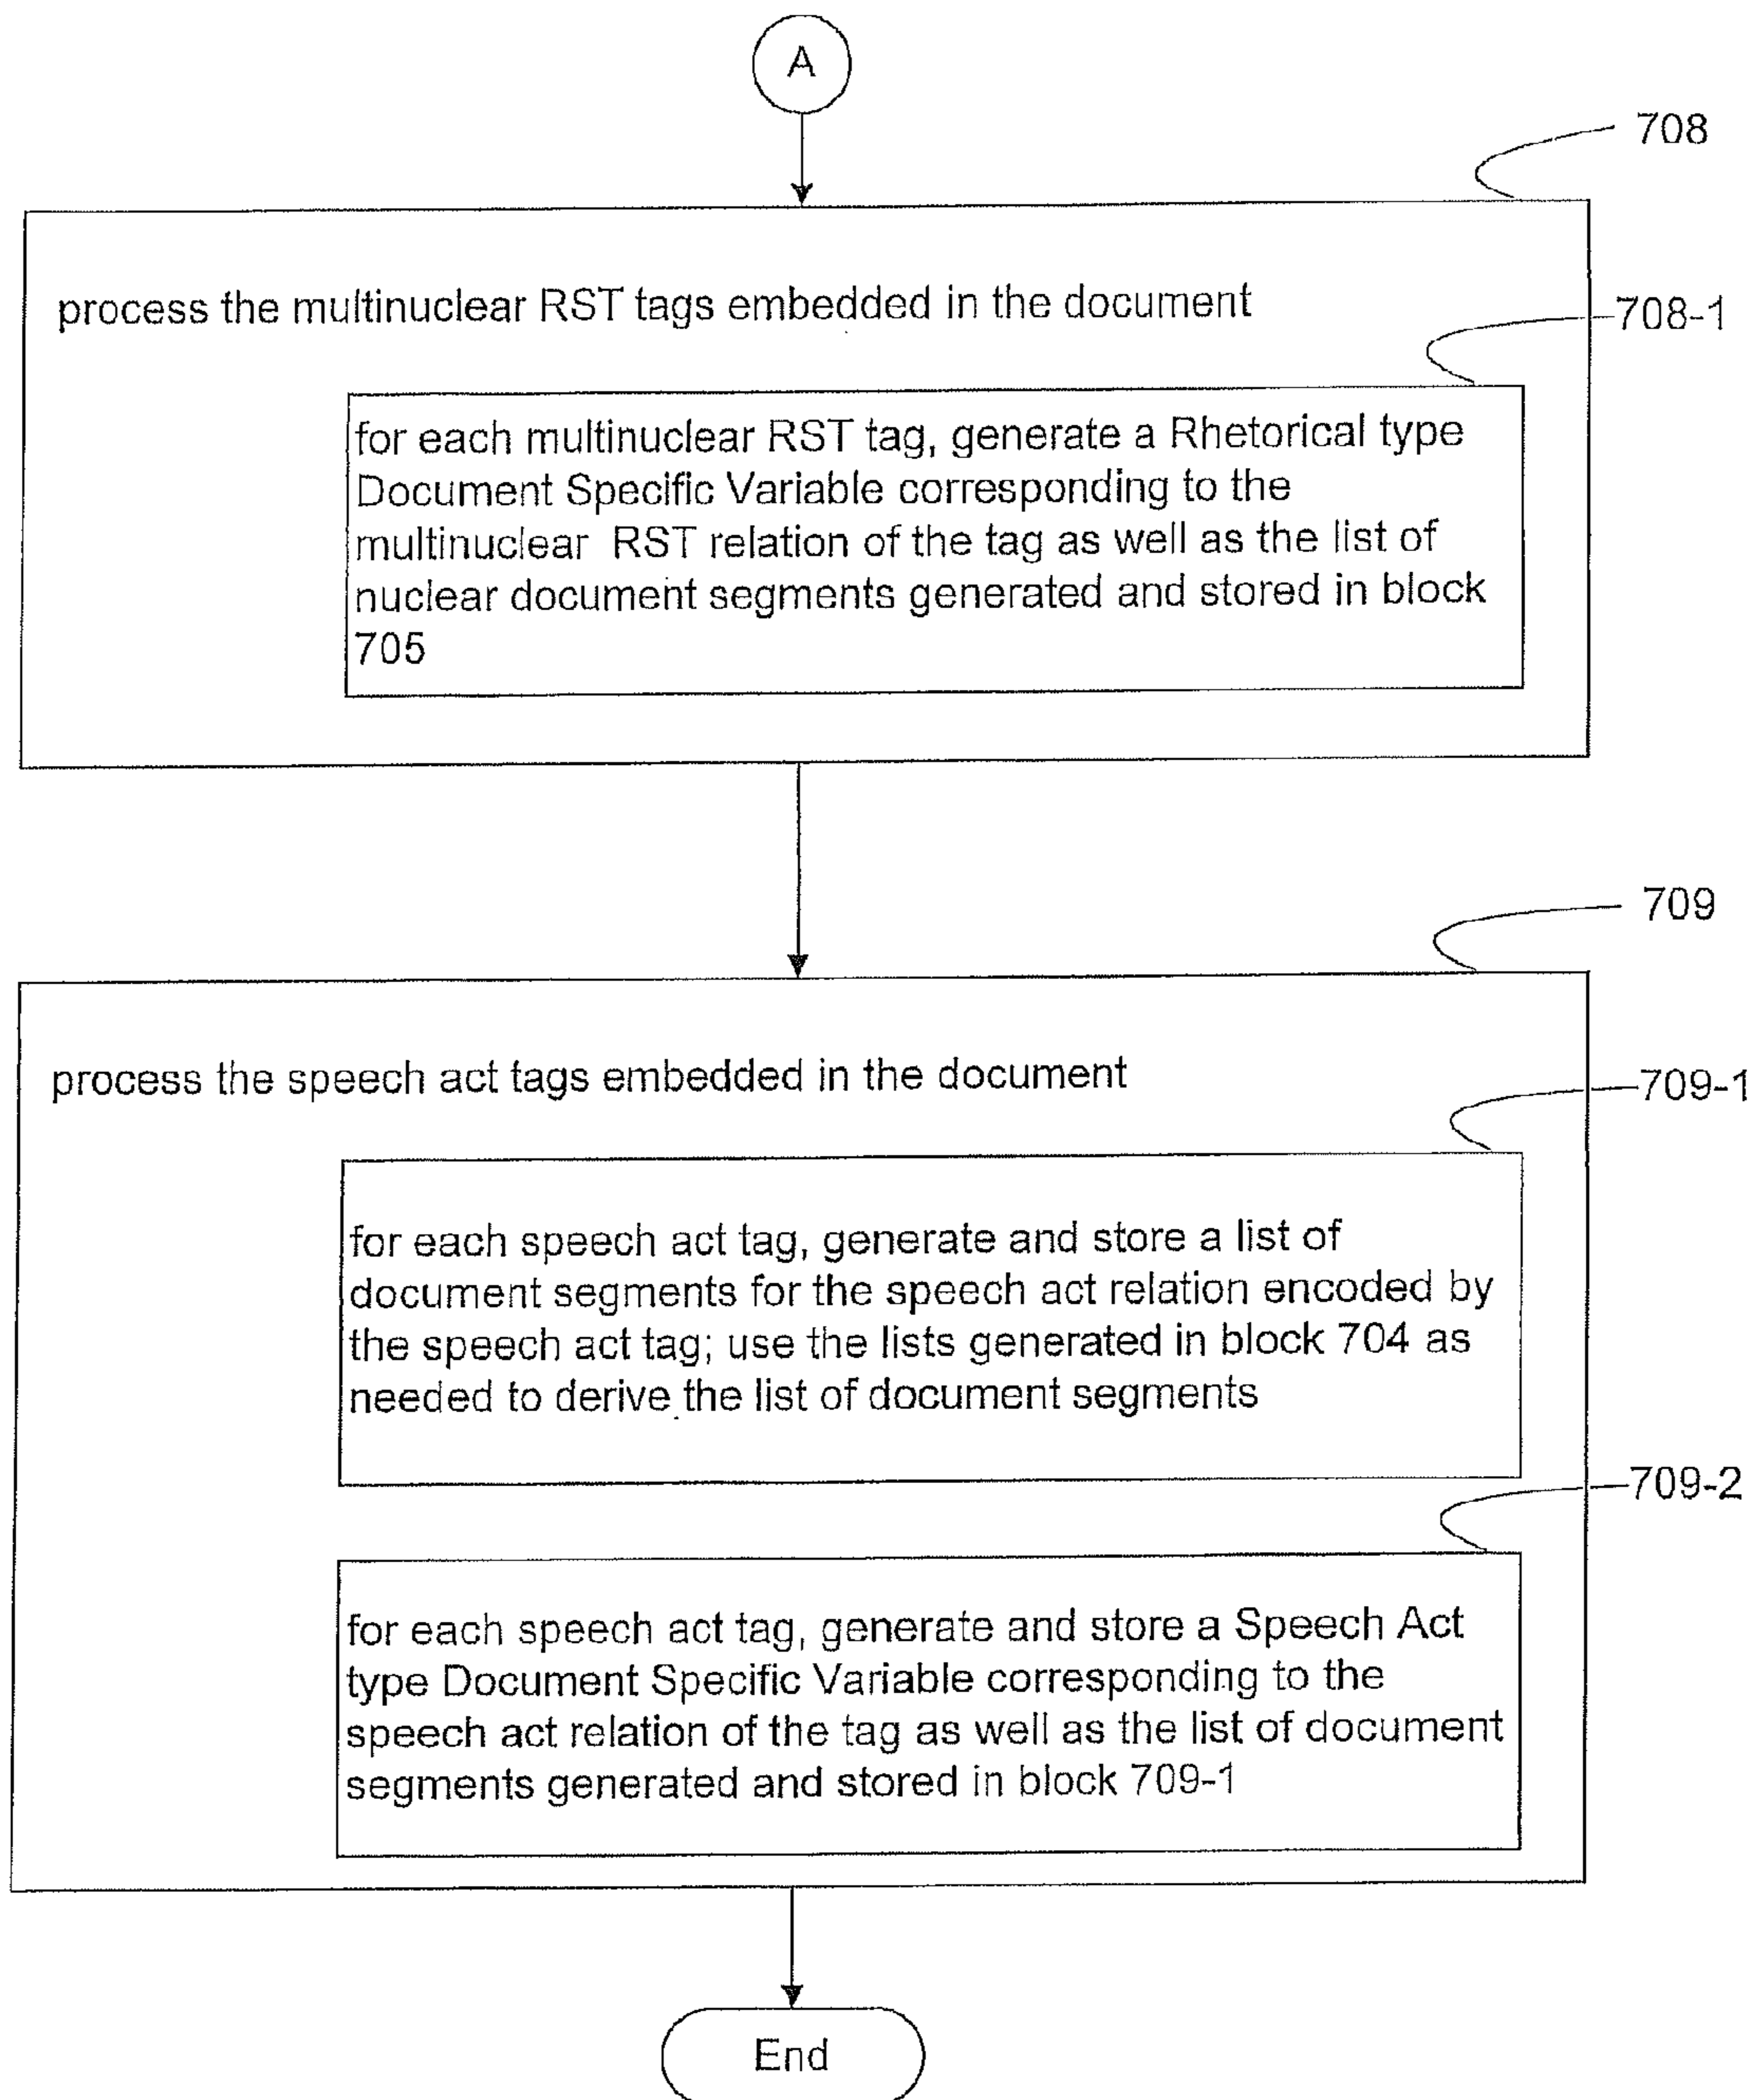 A
708
process the multinuclear RST tags embedded in the document
708-1
for each multinuclear RST tag, generate a Rhetorical type
Document Specific Variable corresponding to the
multinuclear RST relation of the tag as well as the list of
nuclear document segments generated and stored in block
705
709
process the speech act tags embedded in the document
709-1
for each speech act tag, generate and store a list of
document segments for the speech act relation encoded by
the speech act tag; use the lists generated in block 704 as
needed to derive the list of document segments
709-2
for each speech act tag, generate and store a Speech Act
type Document Specific Variable corresponding to the
speech act relation of the tag as well as the list of document
segments generated and stored in block 709-1
End